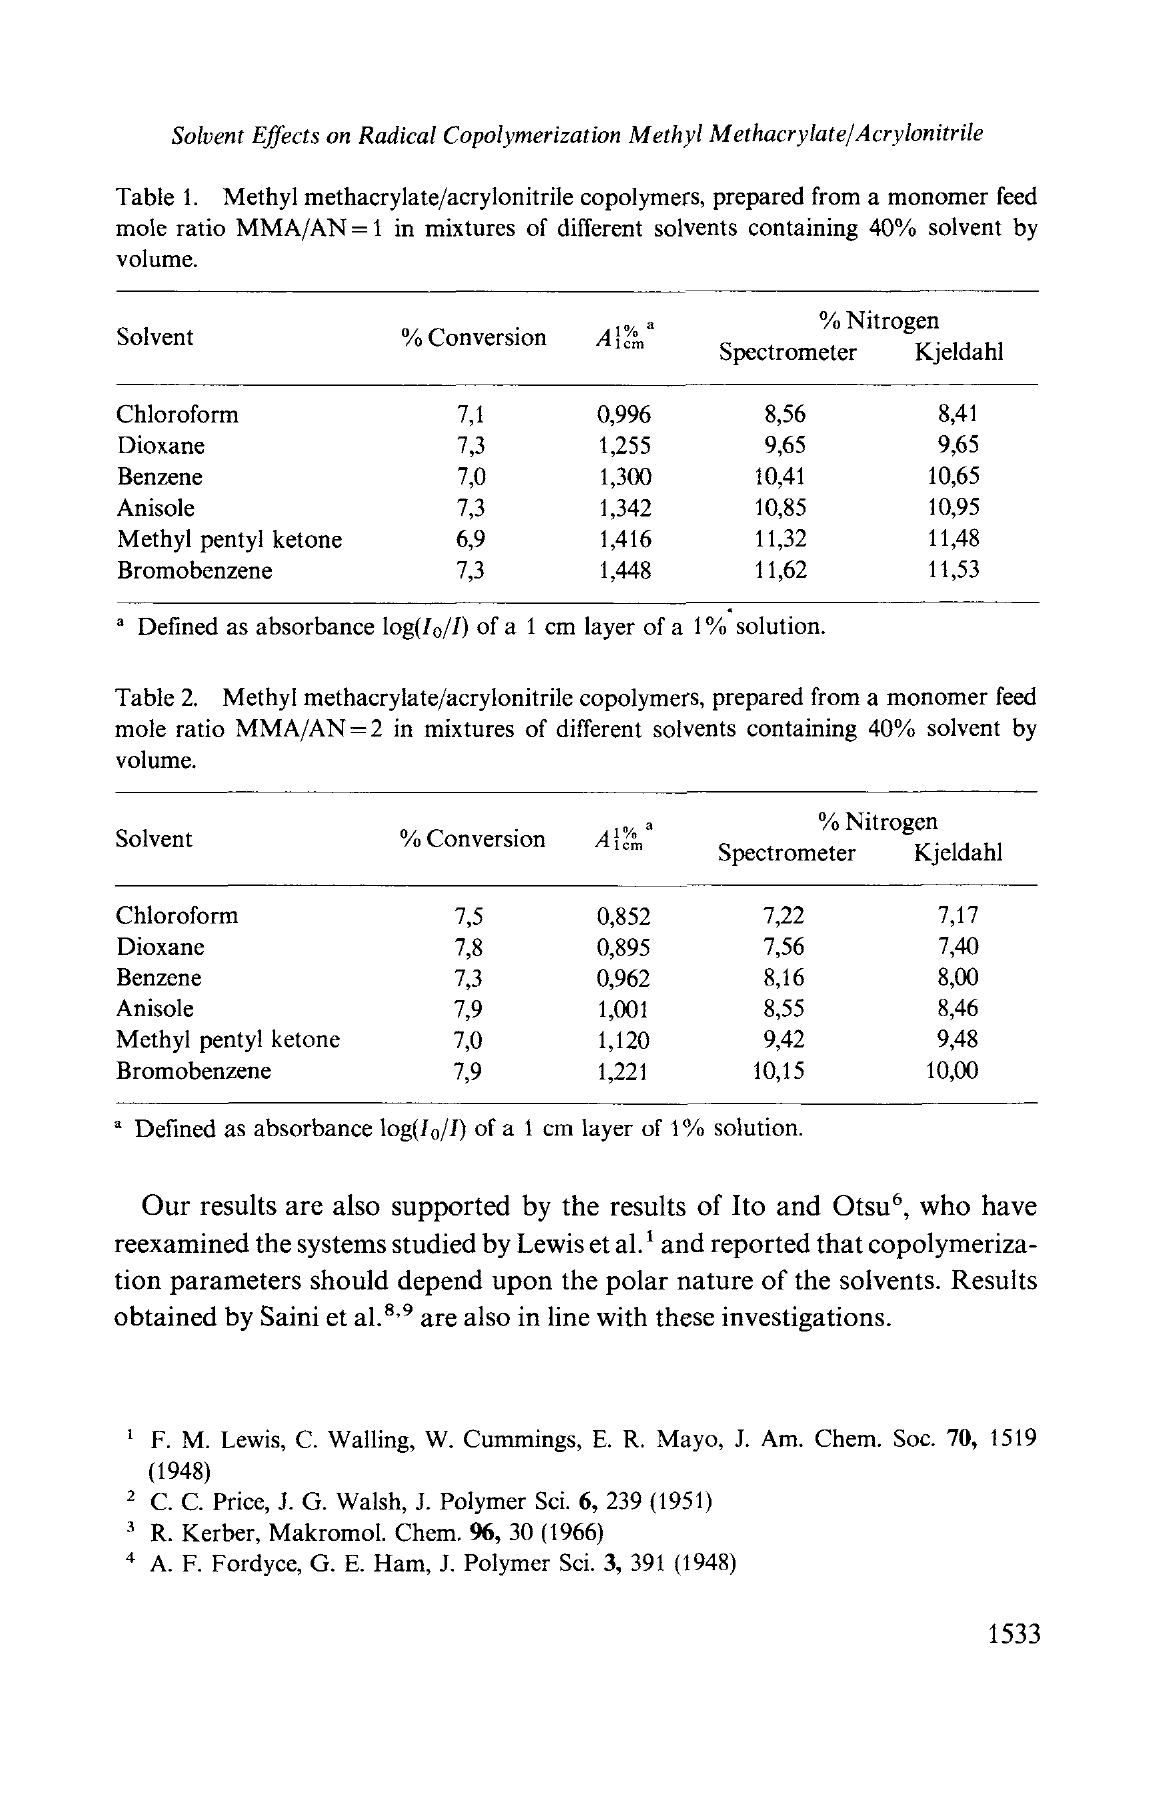 Solvent Effects on Radical Copolymerization Methyl Methacrylate/Acrylonitrile
Table 1. Methyl methacrylate/acrylonitrile copolymers, prepared from a monomer feed
mole ratio MMA/AN = 1 in mixtures of different solvents containing 40% solvent by
volume.
Solvent % Conversion A 1% 1cm a % Nitrogen
Spectrometer Kjeldahl
Chloroform 7,1 0,996 8,56 8,41
Dioxane 7,3 1,255 9,65 9,65
Benzene 7,0 1,300 10,41 10,65
Anisole 7,3 1,342 10,85 10,95
Methyl pentyl ketone 6,9 1,416 11,32 11,48
Bromobenzene 7,3 1,448 11,62 11,53
a Defined as absorbance log(I₀/I) of a 1 cm layer of a 1% solution.
Table 2. Methyl methacrylate/acrylonitrile copolymers, prepared from a monomer feed
mole ratio MMA/AN = 2 in mixtures of different solvents containing 40% solvent by
volume.
Solvent % Conversion A 1% 1cm a % Nitrogen
Spectrometer Kjeldahl
Chloroform 7,5 0,852 7,22 7,17
Dioxane 7,8 0,895 7,56 7,40
Benzene 7,3 0,962 8,16 8,00
Anisole 7,9 1,001 8,55 8,46
Methyl pentyl ketone 7,0 1,120 9,42 9,48
Bromobenzene 7,9 1,221 10,15 10,00
a Defined as absorbance log(I₀/I) of a 1 cm layer of 1% solution.
Our results are also supported by the results of Ito and Otsu⁶, who have
reexamined the systems studied by Lewis et al.¹ and reported that copolymeriza-
tion parameters should depend upon the polar nature of the solvents. Results
obtained by Saini et al.⁸,⁹ are also in line with these investigations.
¹ F. M. Lewis, C. Walling, W. Cummings, E. R. Mayo, J. Am. Chem. Soc. 70, 1519
(1948)
² C. C. Price, J. G. Walsh, J. Polymer Sci. 6, 239 (1951)
³ R. Kerber, Makromol. Chem. 96, 30 (1966)
⁴ A. F. Fordyce, G. E. Ham, J. Polymer Sci. 3, 391 (1948)
1533